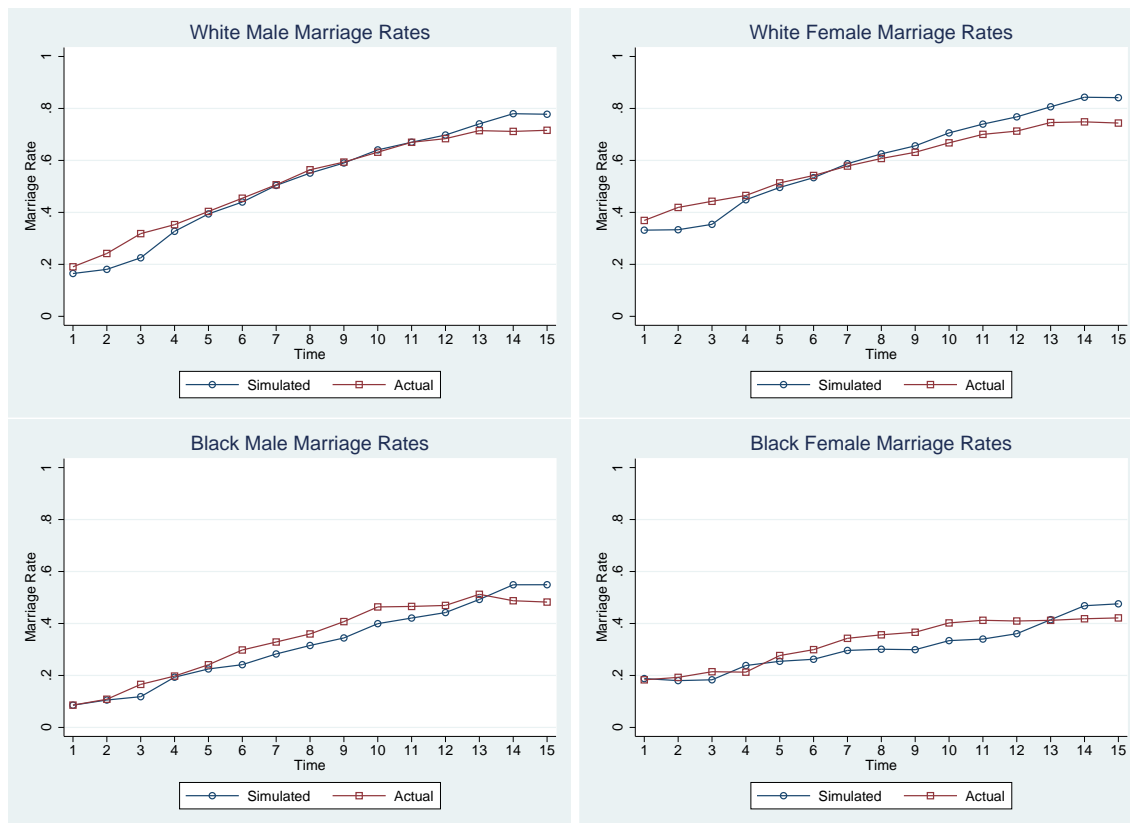 White Male Marriage Rates
Marriage Rate
0 .2 .4 .6 .8 1
1 2 3 4 5 6 7 8 9 10 11 12 13 14 15
Time
Simulated Actual
White Female Marriage Rates
Marriage Rate
0 .2 .4 .6 .8 1
1 2 3 4 5 6 7 8 9 10 11 12 13 14 15
Time
Simulated Actual
Black Male Marriage Rates
Marriage Rate
0 .2 .4 .6 .8 1
1 2 3 4 5 6 7 8 9 10 11 12 13 14 15
Time
Simulated Actual
Black Female Marriage Rates
Marriage Rate
0 .2 .4 .6 .8 1
1 2 3 4 5 6 7 8 9 10 11 12 13 14 15
Time
Simulated Actual